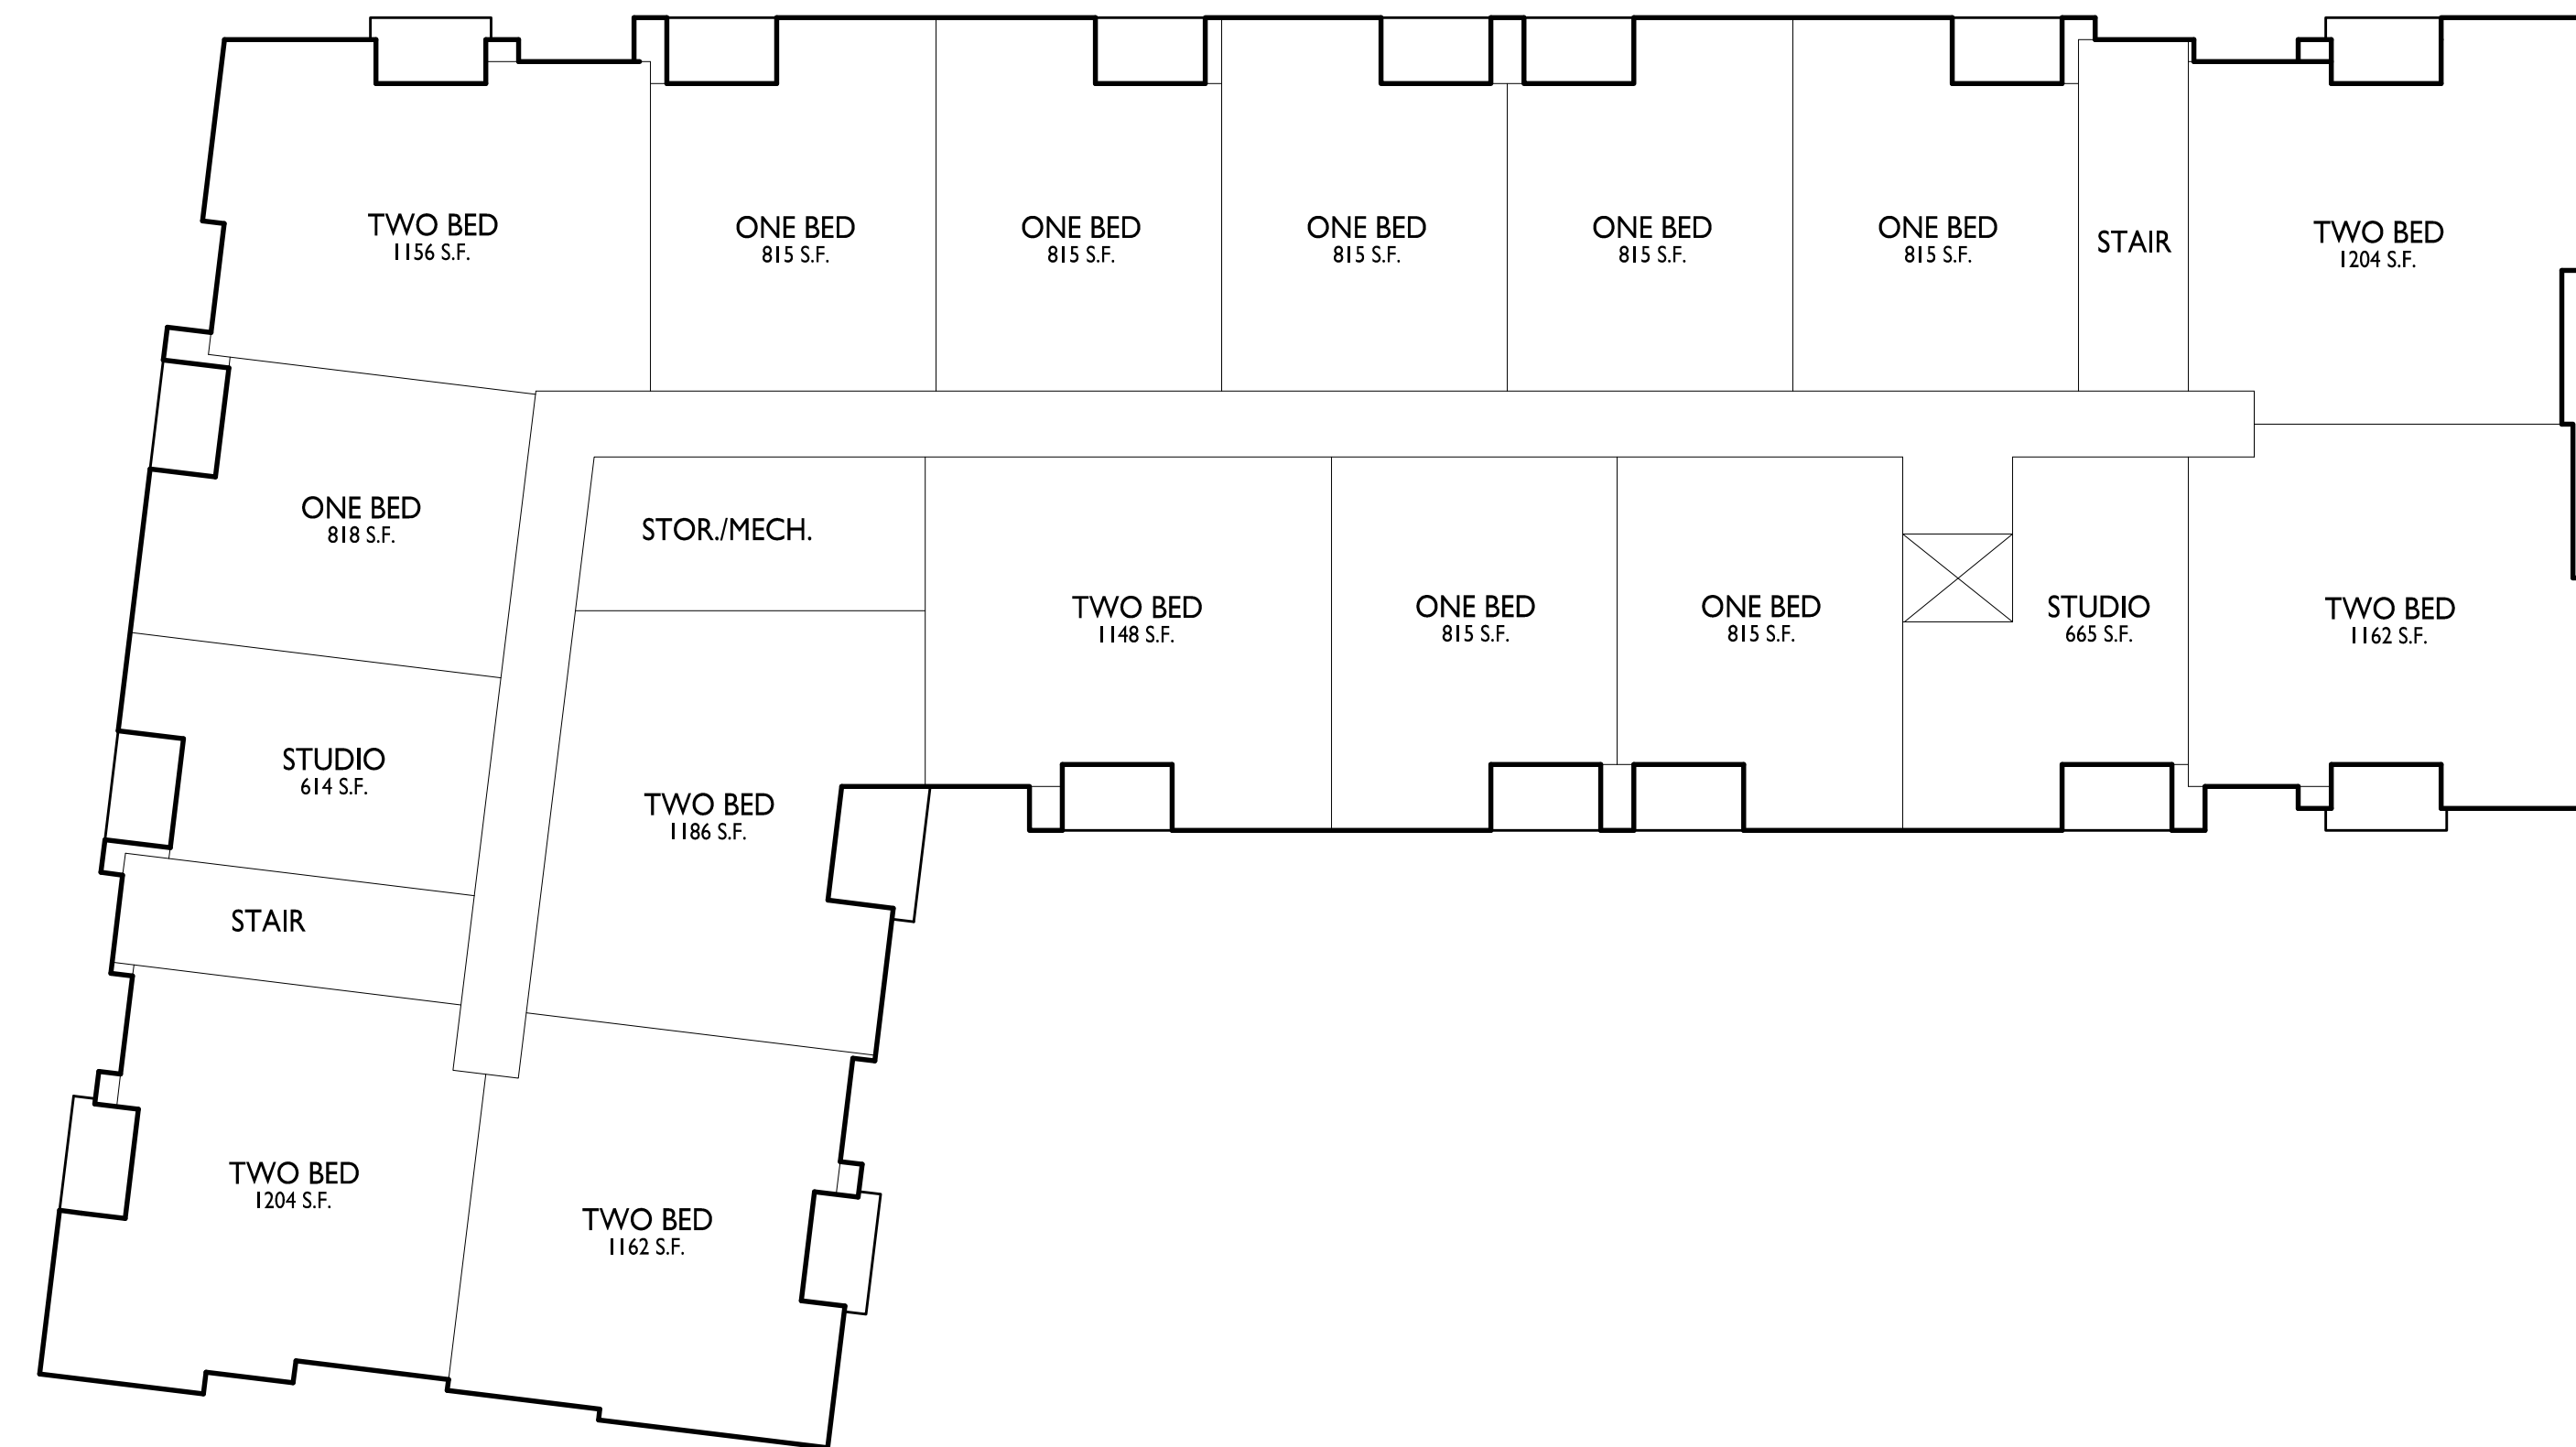 TWO BED
1156 S.F.
ONE BED
815 S.F.
ONE BED
815 S.F.
ONE BED
815 S.F.
ONE BED
815 S.F.
ONE BED
815 S.F.
STAIR
TWO BED
1204 S.F.
ONE BED
818 S.F.
STOR./MECH.
TWO BED
1148 S.F.
ONE BED
815 S.F.
ONE BED
815 S.F.
STUDIO
665 S.F.
TWO BED
1162 S.F.
STUDIO
614 S.F.
TWO BED
1186 S.F.
STAIR
TWO BED
1204 S.F.
TWO BED
1162 S.F.